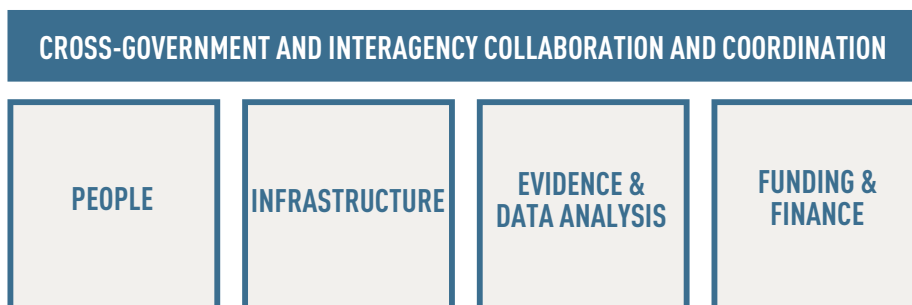 CROSS-GOVERNMENT AND INTERAGENCY COLLABORATION AND COORDINATION
PEOPLE
INFRASTRUCTURE
EVIDENCE &
DATA ANALYSIS
FUNDING &
FINANCE